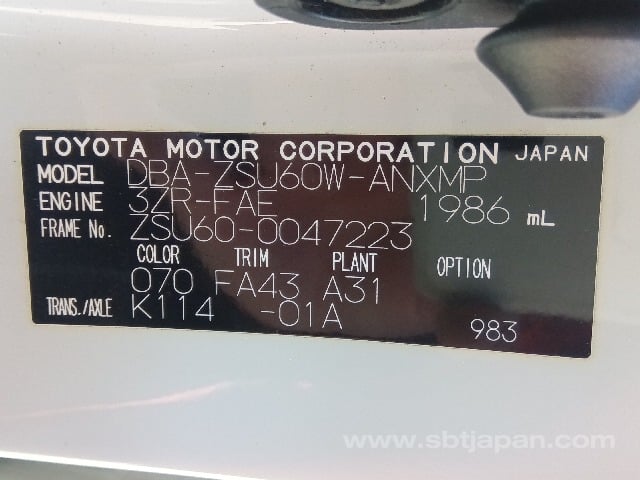 TOYOTA MOTOR CORPORATION JAPAN
MODEL DBA-ZSU60W-ANXMP
ENGINE 3ZR-FAE 1986 mL
FRAME No. ZSU60-0047223
COLOR TRIM PLANT OPTION
070 FA43 A31
TRANS./AXLE K114 -01A
983
www.sbtjapan.com